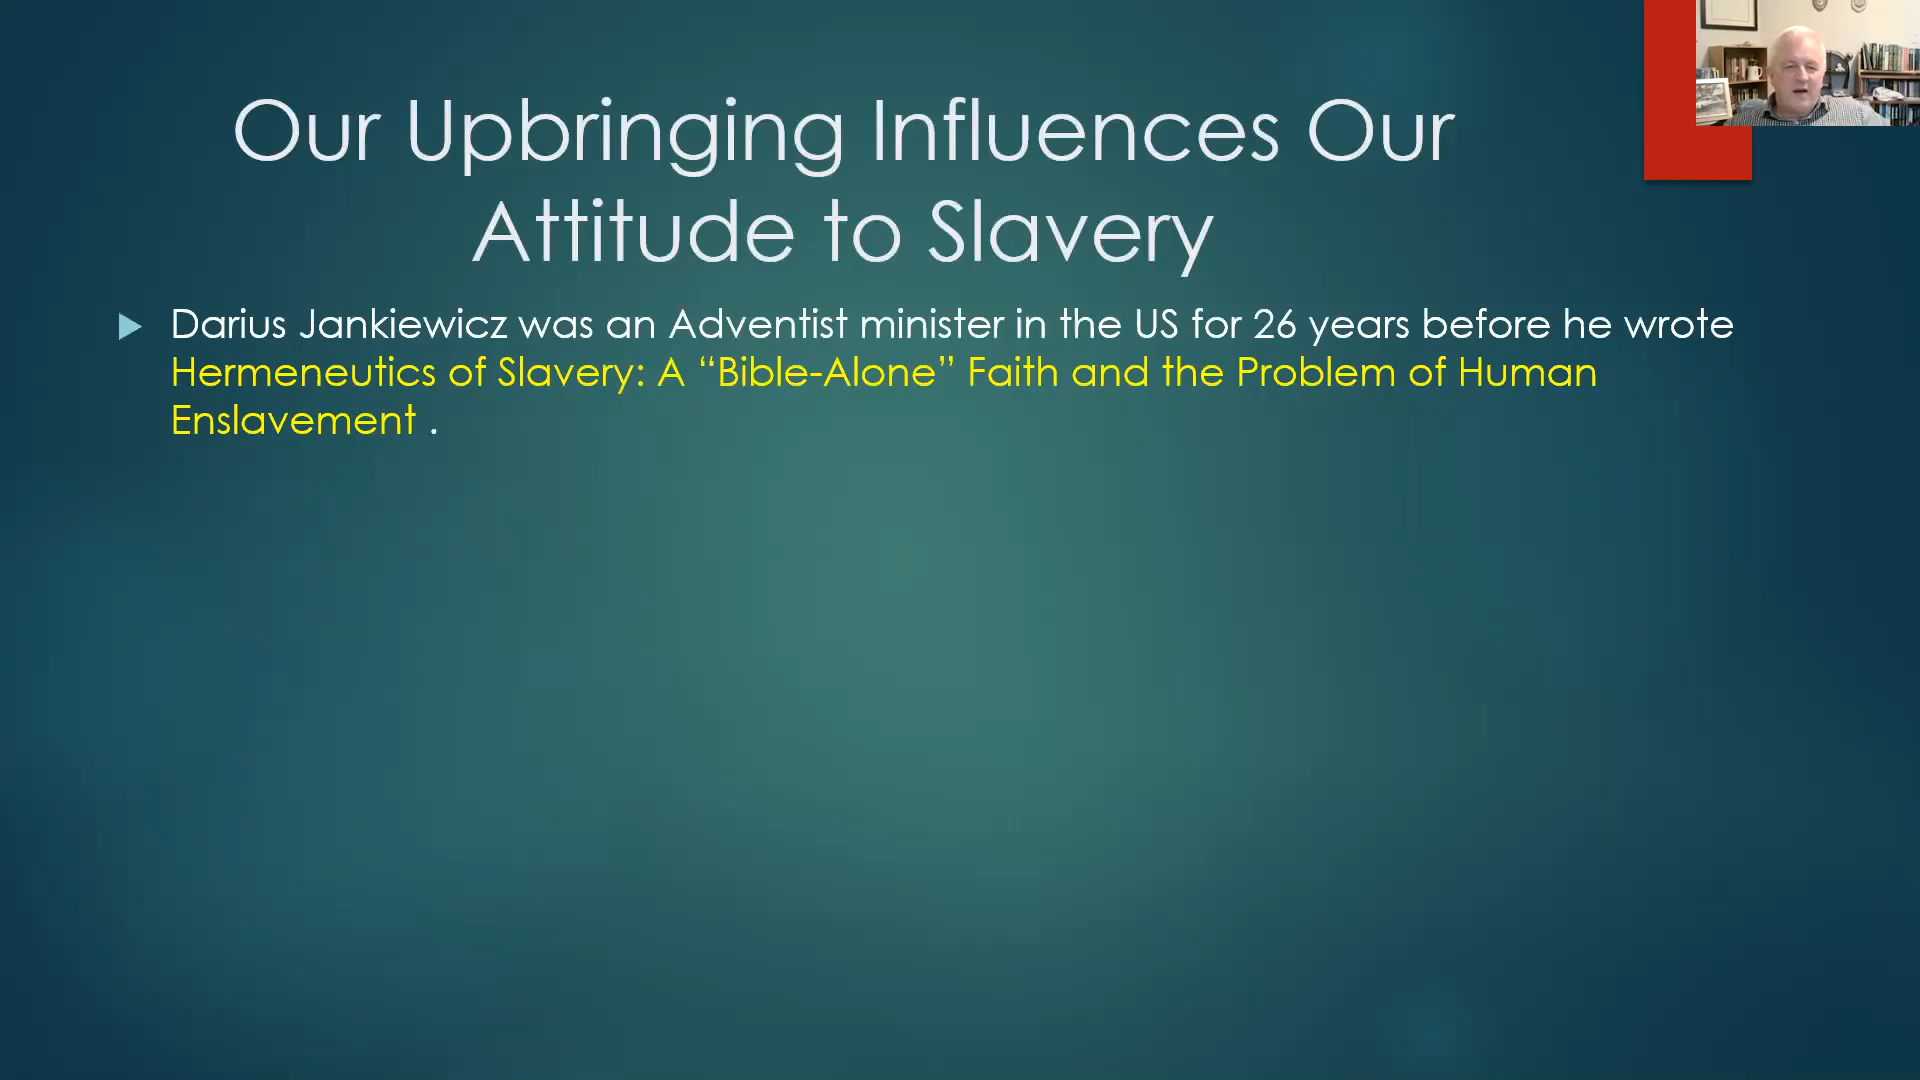 Our Upbringing Influences Our
Attitude to Slavery
Darius Jankiewicz was an Adventist minister in the US for 26 years before he wrote
Hermeneutics of Slavery: A “Bible-Alone” Faith and the Problem of Human
Enslavement .